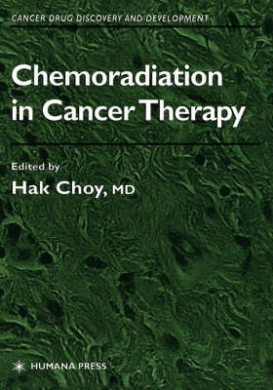 CANCER DRUG DISCOVERY AND DEVELOPMENT
Chemoradiation
in Cancer Therapy
Edited by
Hak Choy, MD
HUMANA PRESS